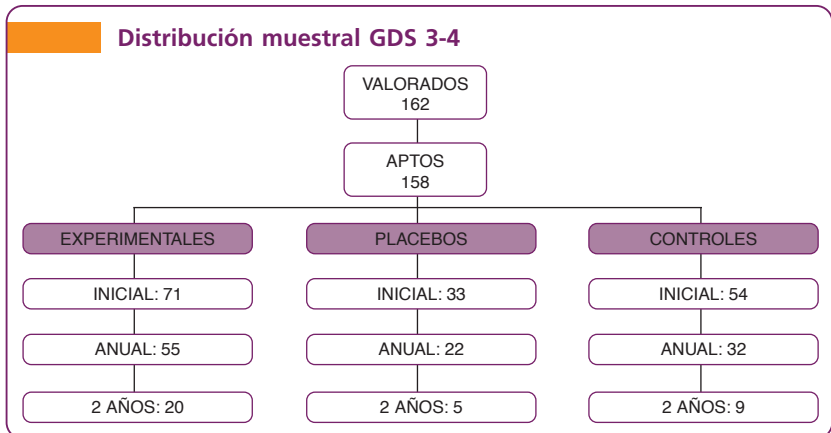 Distribución muestral GDS 3-4
VALORADOS
162
APTOS
158
EXPERIMENTALES
PLACEBOS
CONTROLES
INICIAL: 71
INICIAL: 33
INICIAL: 54
ANUAL: 55
ANUAL: 22
ANUAL: 32
2 AÑOS: 20
2 AÑOS: 5
2 AÑOS: 9